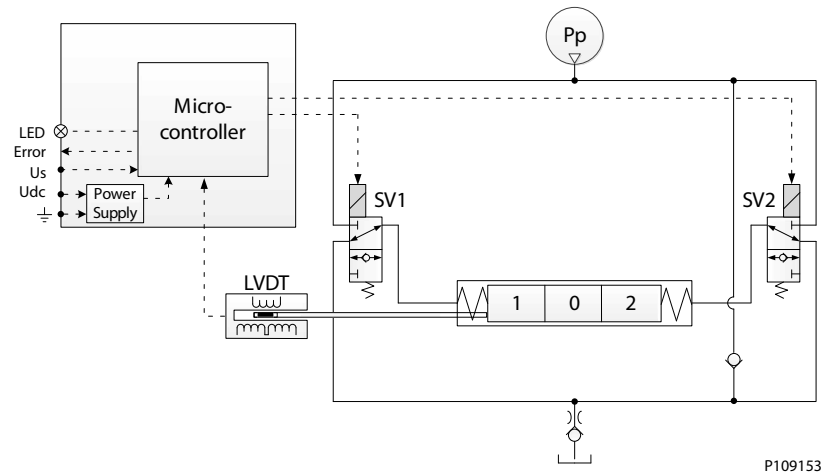 Pp
Micro-
controller
LED
Error
Us
Udc
Power
Supply
SV1
SV2
LVDT
1 0 2
P109153